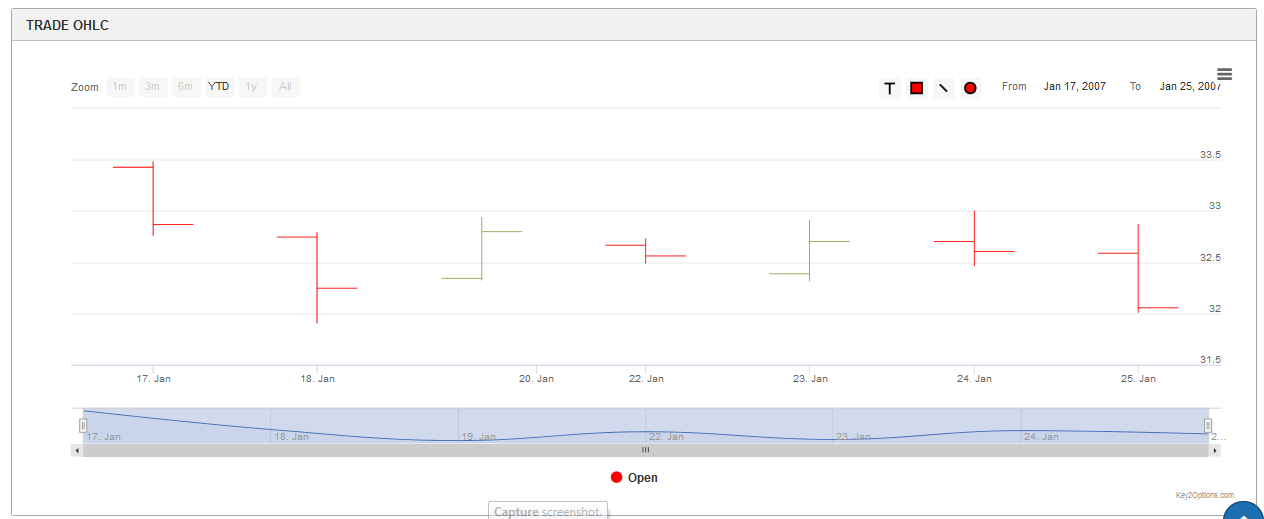 TRADE OHLC
Zoom 1m 3m 6m YTD 1y All T From Jan 17, 2007 To Jan 25, 2007
33.5
33
32.5
32
31.5
17. Jan 18. Jan 20. Jan 22. Jan 23. Jan 24. Jan 25. Jan
17. Jan 18. Jan 19. Jan 22. Jan 23. Jan 24. Jan 2...
Open
Key2Options.com
Capture screenshot.